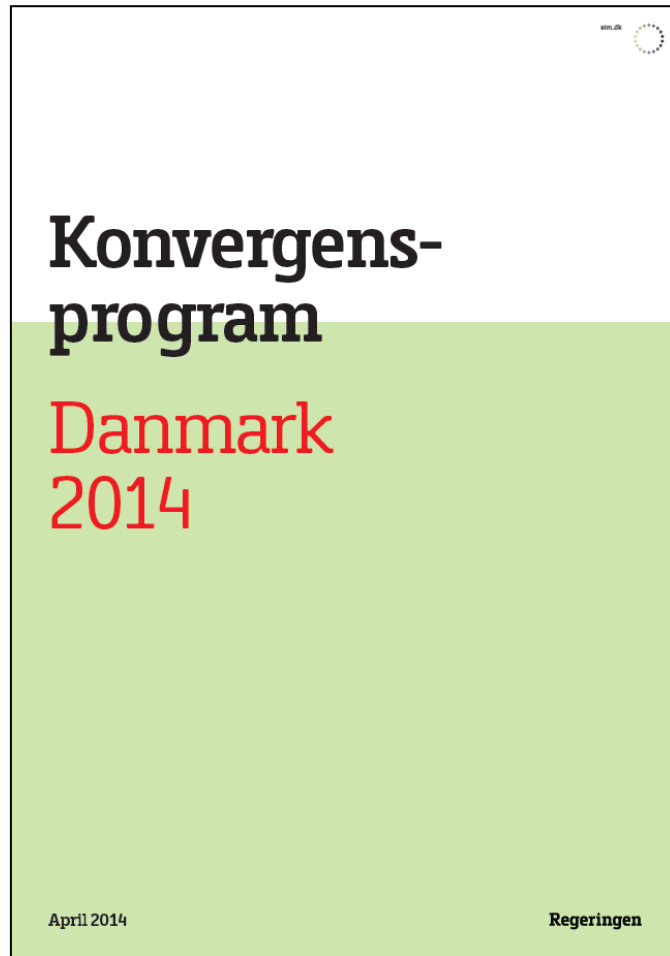 oim.dk
Konvergens-
program
Danmark
2014
April 2014
Regeringen